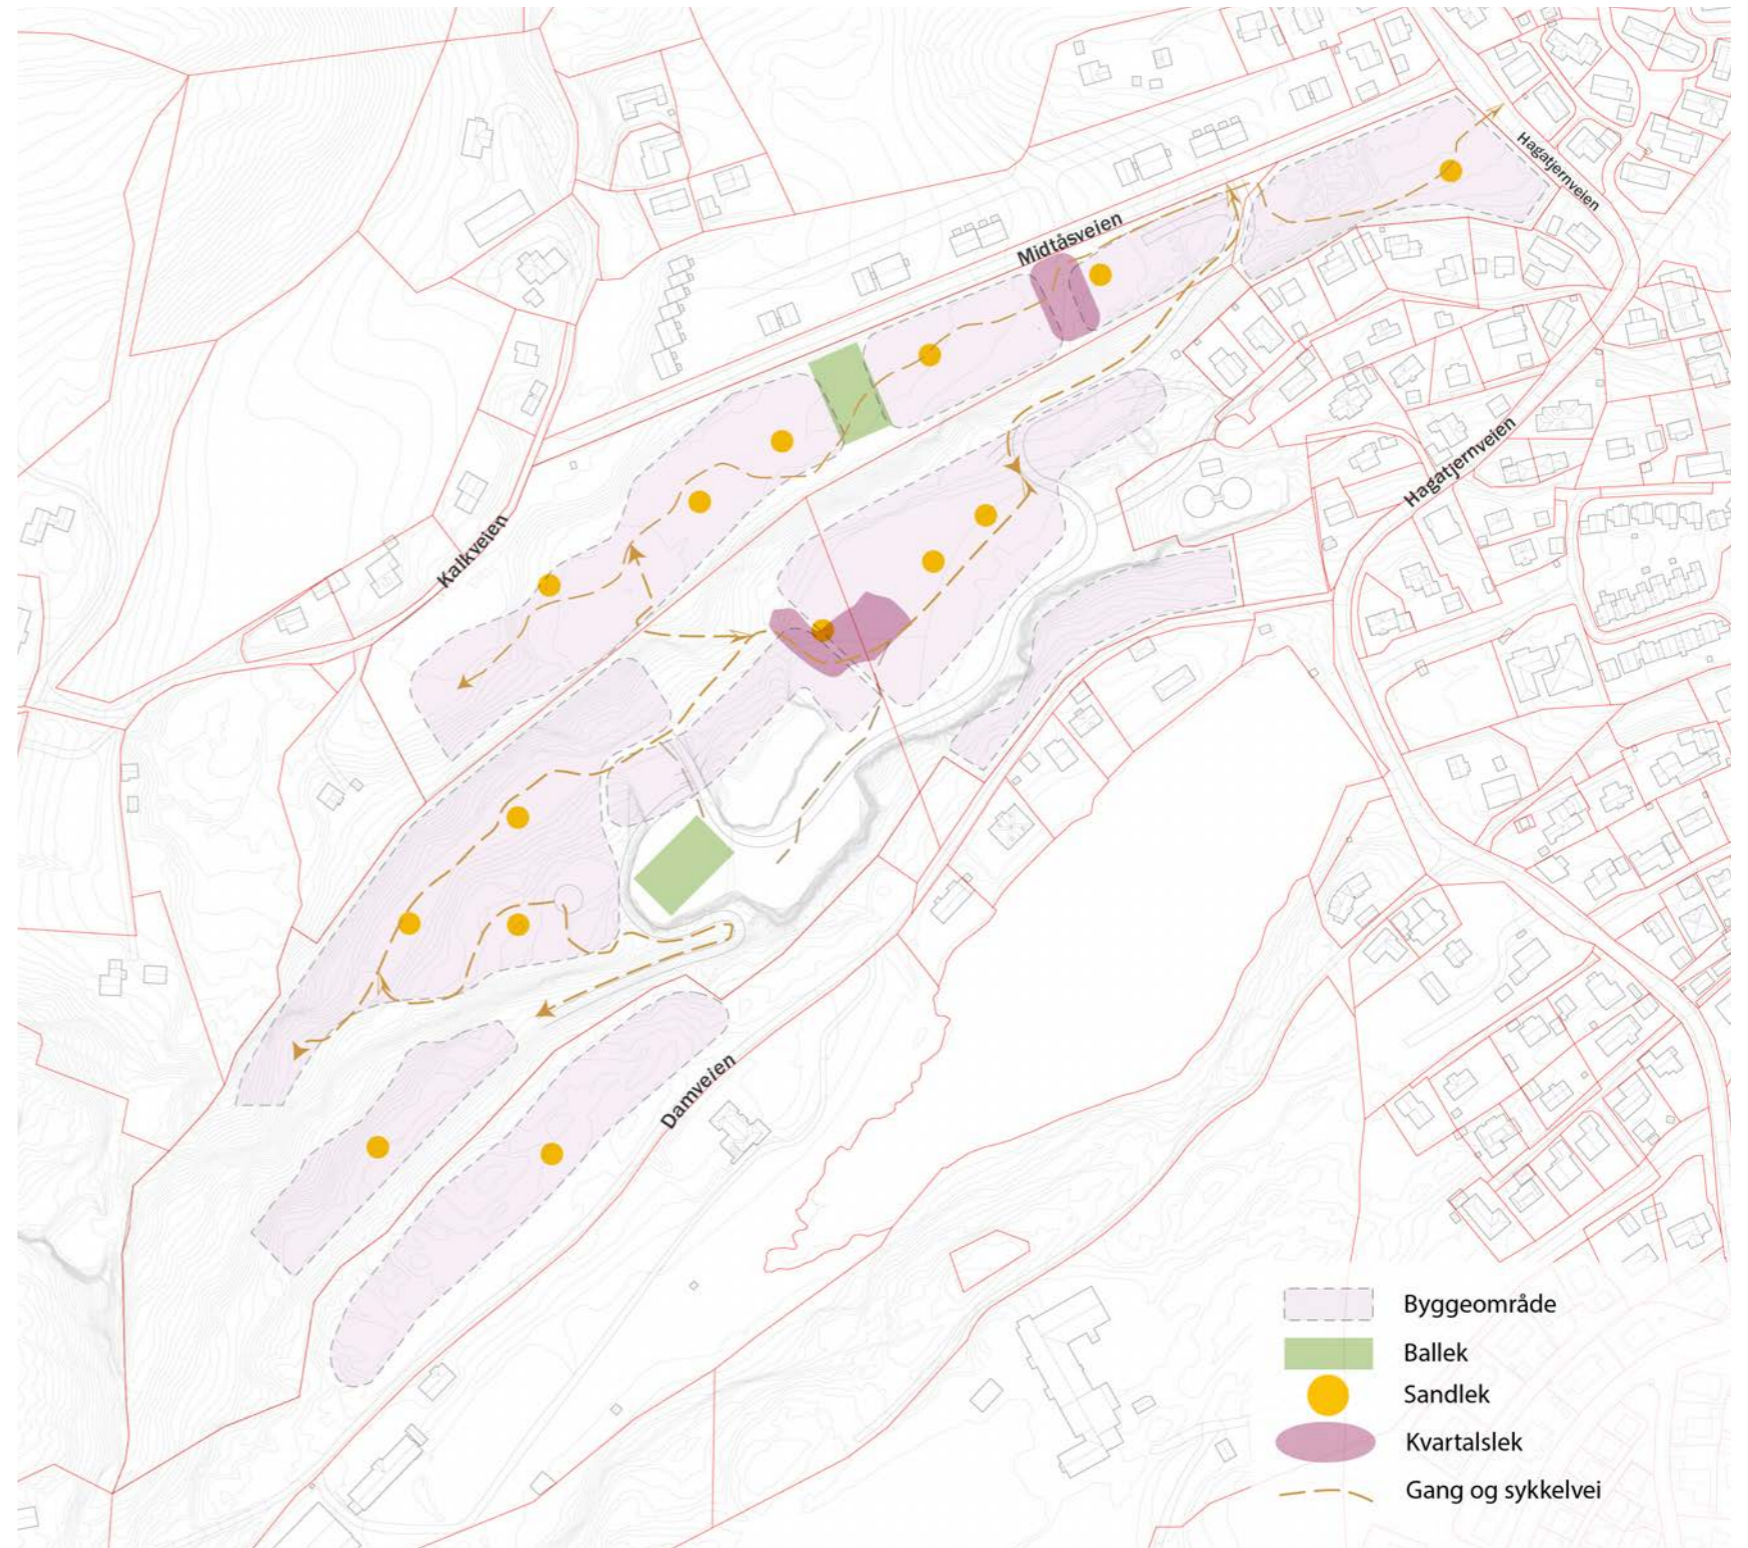 Hagatjernveien
Midtåsveien
Hagatjernveien
Kalkveien
Damveien
Byggeområde
Ballek
Sandlek
Kvartalslek
Gang og sykkelvei